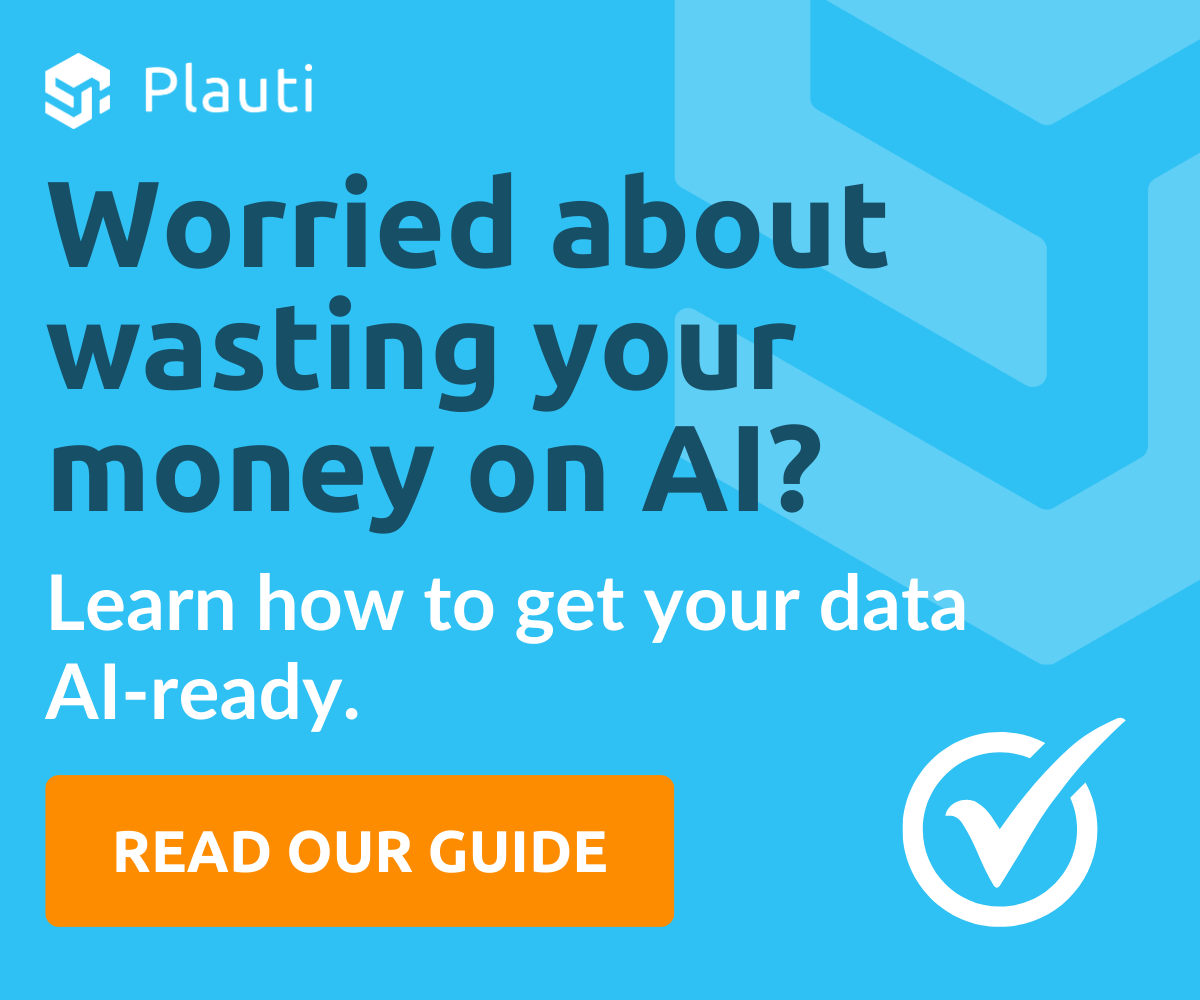 Plauti
Worried about
wasting your
money on AI?
Learn how to get your data
AI-ready.
READ OUR GUIDE